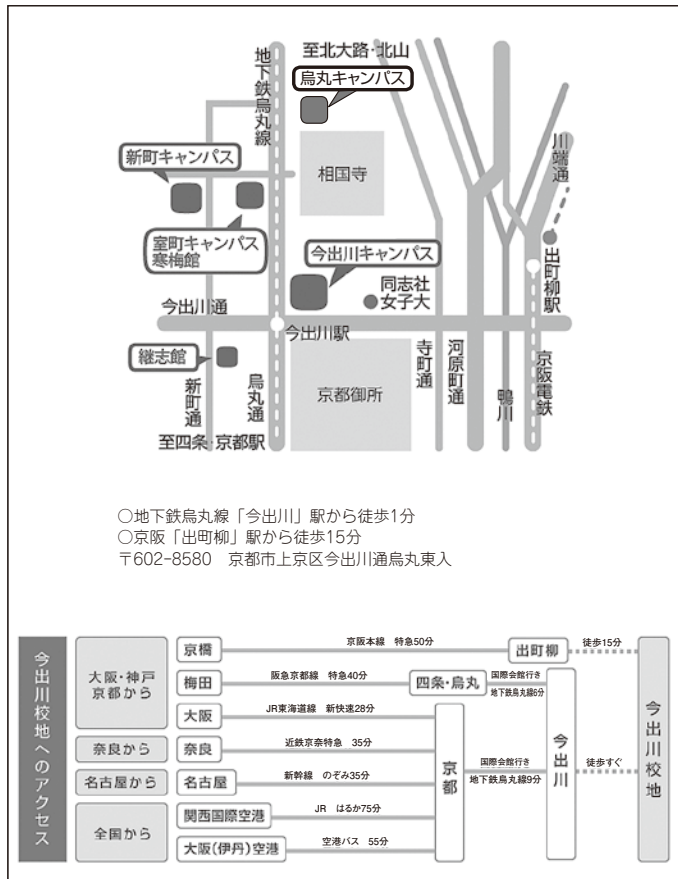 至北大路・北山
地下鉄烏丸線
烏丸キャンパス
新町キャンパス
相国寺
川端通
室町キャンパス
寒梅館
今出川キャンパス
同志社
女子大
出町柳駅
今出川通
今出川駅
継志館
新町通
烏丸通
京都御所
寺町通
河原町通
鴨川
京阪電鉄
至四条・京都駅
○地下鉄烏丸線「今出川」駅から徒歩1分
○京阪「出町柳」駅から徒歩15分
〒602-8580　京都市上京区今出川通烏丸東入
今出川校地へのアクセス
大阪・神戸
京都から
京橋
京阪本線　特急50分
出町柳
徒歩15分
梅田
阪急京都線　特急40分
四条・烏丸
国際会館行き
地下鉄烏丸線6分
大阪
JR東海道線　新快速28分
奈良から
奈良
近鉄京奈特急　35分
京都
国際会館行き
地下鉄烏丸線9分
今出川
徒歩すぐ
今出川校地
名古屋から
名古屋
新幹線　のぞみ35分
全国から
関西国際空港
JR　はるか75分
大阪(伊丹)空港
空港バス　55分